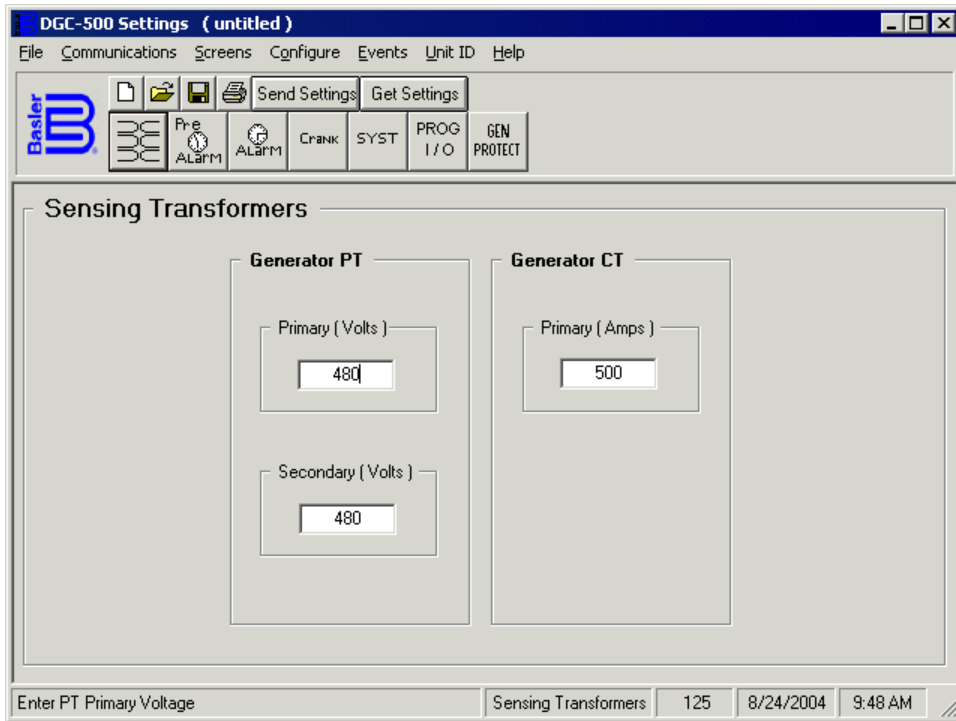 DGC-500 Settings ( untitled )
File Communications Screens Configure Events Unit ID Help
Basler
Send Settings Get Settings
Pre ALarm
ALarm
Crank
SYST
PROG I/O
GEN PROTECT
Sensing Transformers
Generator PT
Primary ( Volts )
480
Secondary ( Volts )
480
Generator CT
Primary ( Amps )
500
Enter PT Primary Voltage
Sensing Transformers
125
8/24/2004
9:48 AM